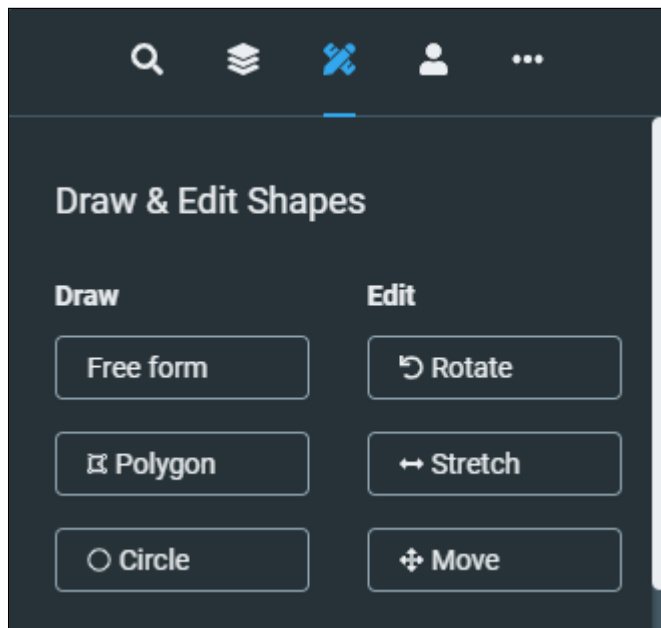 Draw & Edit Shapes
Draw
Edit
Free form
Rotate
Polygon
Stretch
Circle
Move